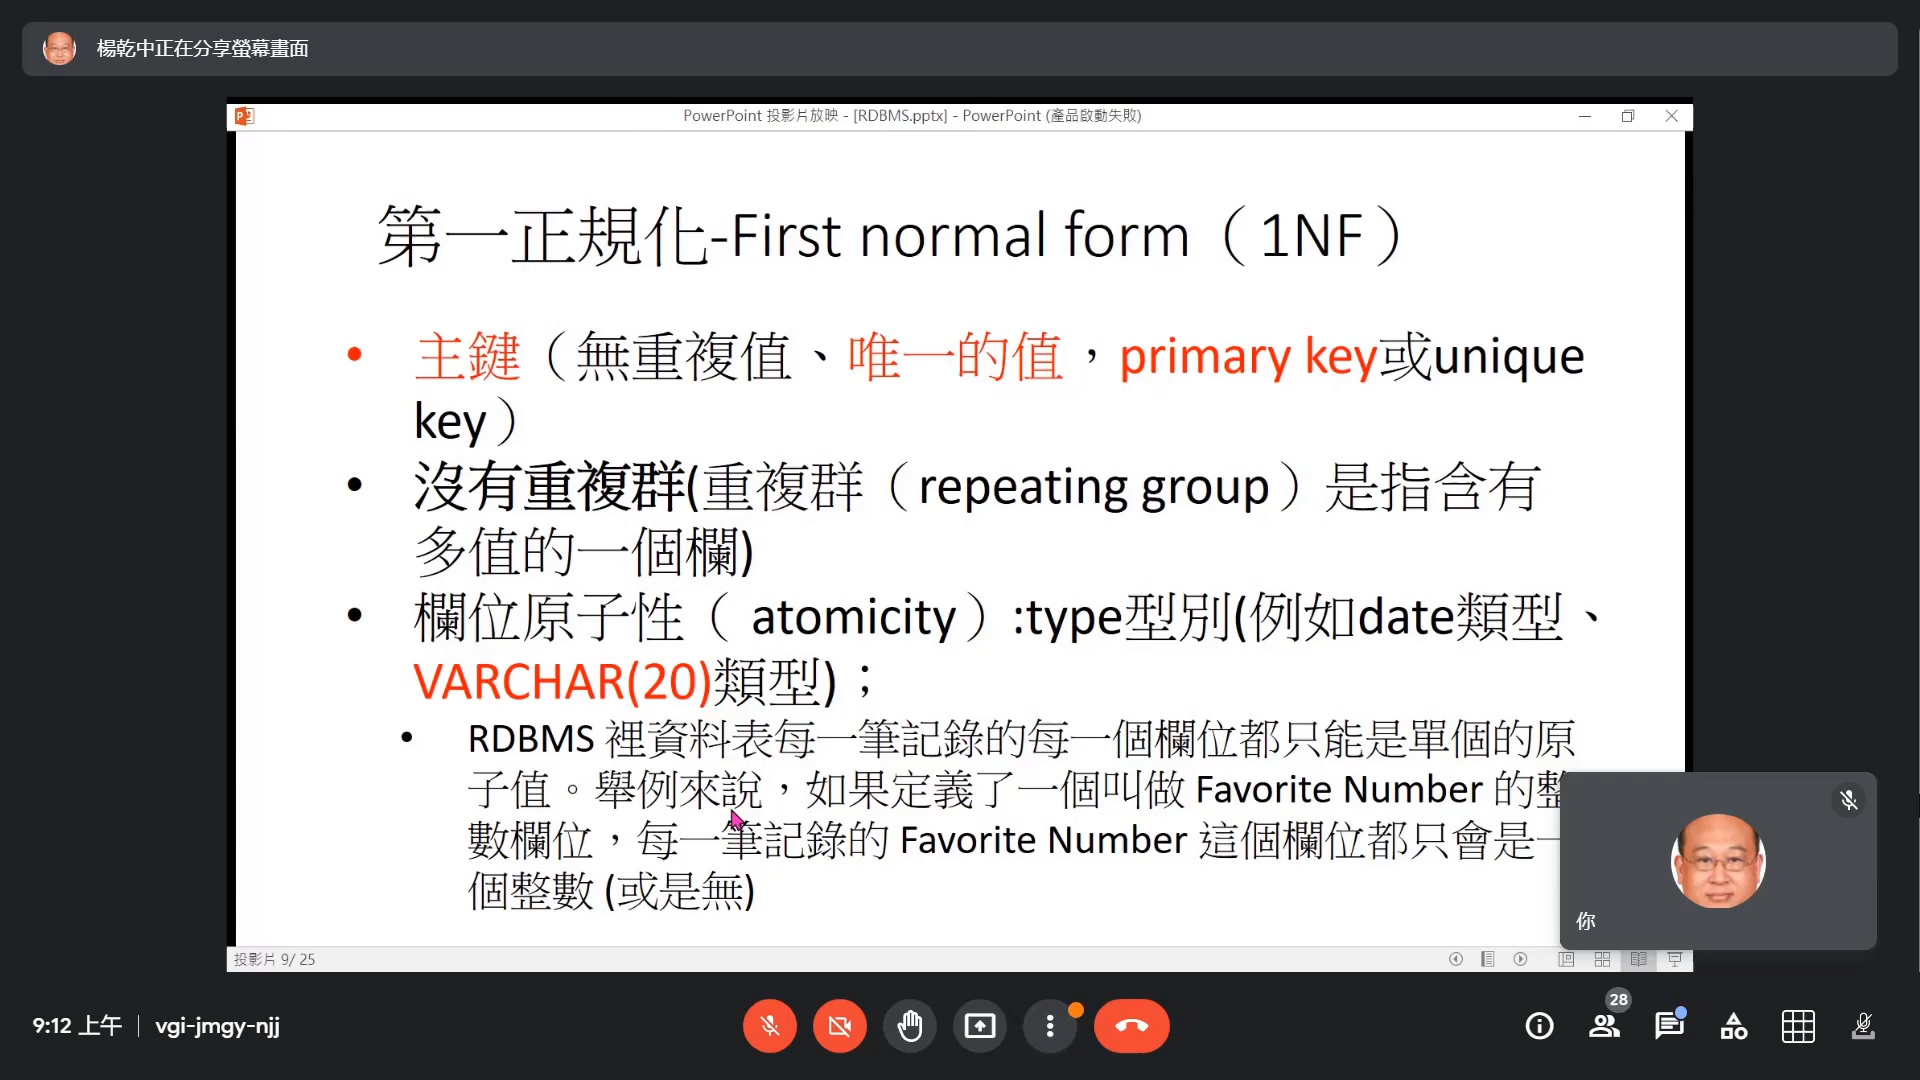 楊乾中正在分享螢幕畫面
PowerPoint 投影片放映 - [RDBMS.pptx] - PowerPoint (產品啟動失敗)
第一正規化-First normal form（1NF）
• 主鍵（無重複值、唯一的值，primary key或unique
key）
• 沒有重複群(重複群（repeating group）是指含有
多值的一個欄)
• 欄位原子性（ atomicity）:type型別(例如date類型、
VARCHAR(20)類型)；
• RDBMS 裡資料表每一筆記錄的每一個欄位都只能是單個的原
子值。舉例來說，如果定義了一個叫做 Favorite Number 的整
數欄位，每一筆記錄的 Favorite Number 這個欄位都只會是一
個整數 (或是無)
你
投影片 9/ 25
9:12 上午
vgi-jmgy-njj
28